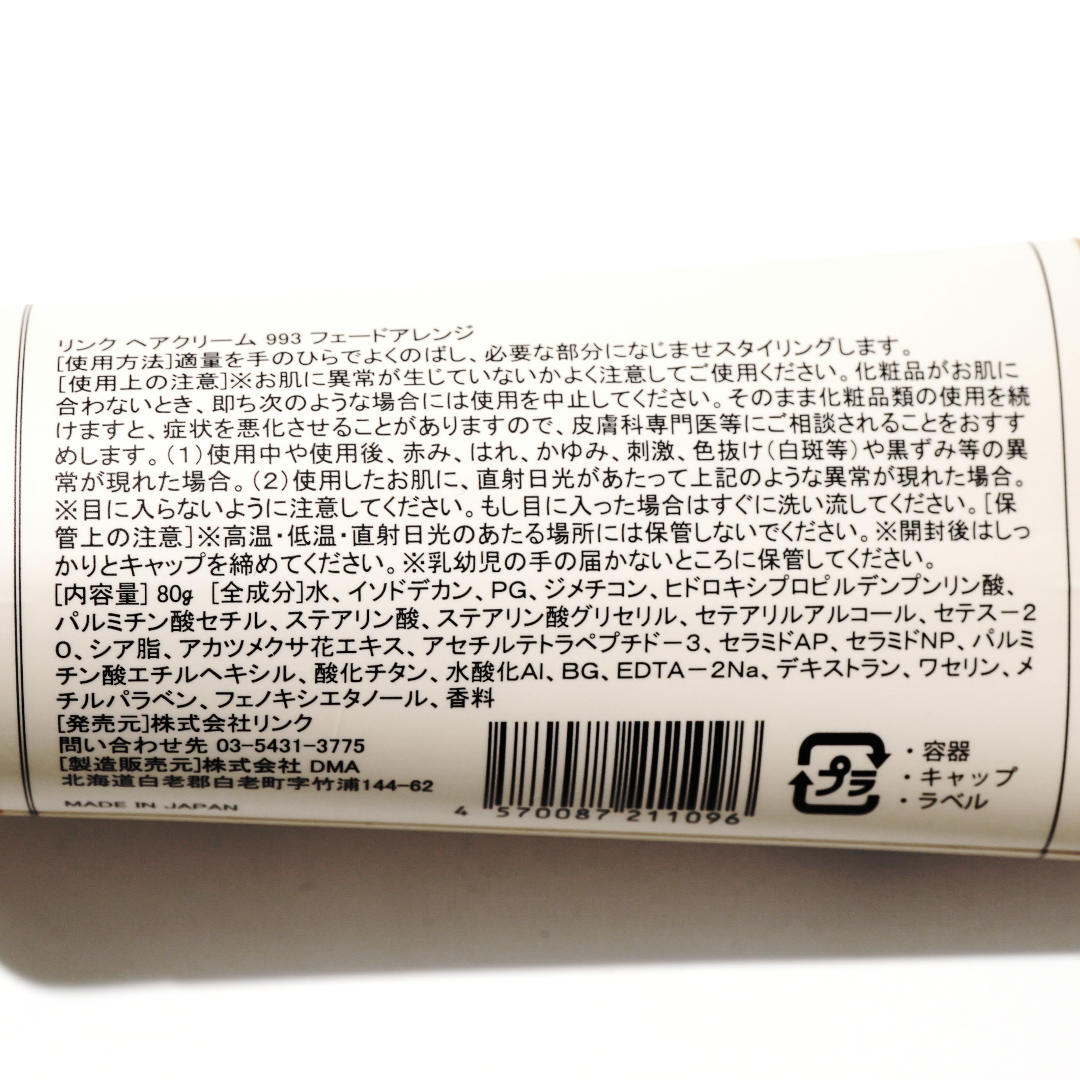 リンク ヘアクリーム 993 フェードアレンジ
[使用方法]適量を手のひらでよくのばし、必要な部分になじませスタイリングします。
[使用上の注意]※お肌に異常が生じていないかよく注意してご使用ください。化粧品がお肌に
合わないとき、即ち次のような場合には使用を中止してください。そのまま化粧品類の使用を続
けますと、症状を悪化させることがありますので、皮膚科専門医等にご相談されることをおすす
めします。(1)使用中や使用後、赤み、はれ、かゆみ、刺激、色抜け(白斑等)や黒ずみ等の異
常が現れた場合。(2)使用したお肌に、直射日光があたって上記のような異常が現れた場合。
※目に入らないように注意してください。もし目に入った場合はすぐに洗い流してください。[保
管上の注意]※高温・低温・直射日光のあたる場所には保管しないでください。※開封後はしっ
かりとキャップを締めてください。※乳幼児の手の届かないところに保管してください。
[内容量] 80g [全成分]水、イソドデカン、PG、ジメチコン、ヒドロキシプロピルデンプンリン酸、
パルミチン酸セチル、ステアリン酸、ステアリン酸グリセリル、セテアリルアルコール、セテス－2
0、シア脂、アカツメクサ花エキス、アセチルテトラペプチド－3、セラミドAP、セラミドNP、パルミ
チン酸エチルヘキシル、酸化チタン、水酸化Al、BG、EDTA－2Na、デキストラン、ワセリン、メ
チルパラベン、フェノキシエタノール、香料
[発売元]株式会社リンク
問い合わせ先 03-5431-3775
[製造販売元]株式会社 DMA
北海道白老郡白老町字竹浦144-62
MADE IN JAPAN
4 570087 211096
プラ
・容器
・キャップ
・ラベル